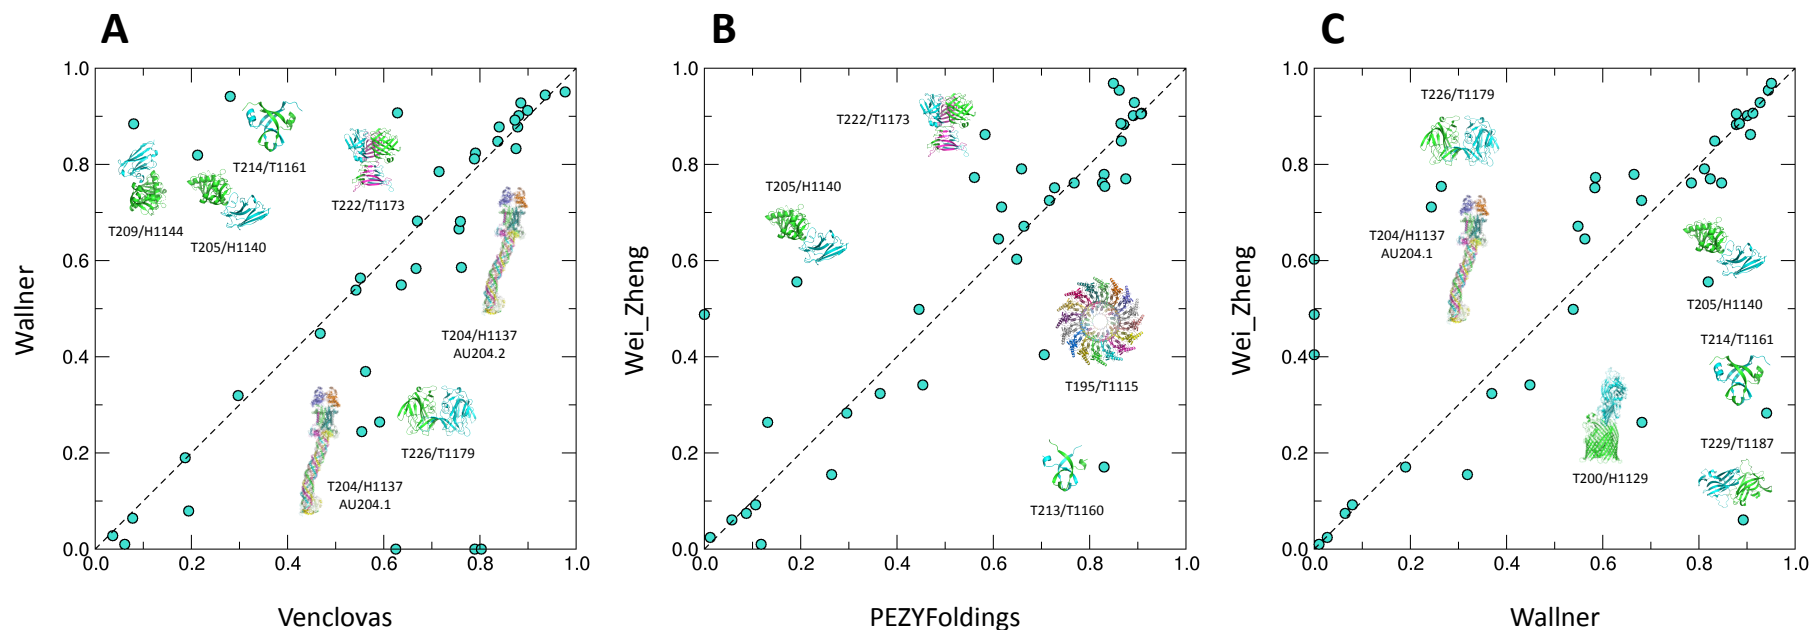 A
1.0
0.8
0.6
0.4
0.2
0.0
Wallner
T214/T1161
T222/T1173
T209/H1144
T205/H1140
T204/H1137
AU204.2
T226/T1179
T204/H1137
AU204.1
0.0
0.2
0.4
0.6
0.8
1.0
Venclovas
B
1.0
0.8
0.6
0.4
0.2
0.0
Wei_Zheng
T222/T1173
T205/H1140
T195/T1115
T213/T1160
0.0
0.2
0.4
0.6
0.8
1.0
PEZYFoldings
C
1.0
0.8
0.6
0.4
0.2
0.0
Wei_Zheng
T226/T1179
T204/H1137
AU204.1
T205/H1140
T214/T1161
T229/T1187
T200/H1129
0.0
0.2
0.4
0.6
0.8
1.0
Wallner